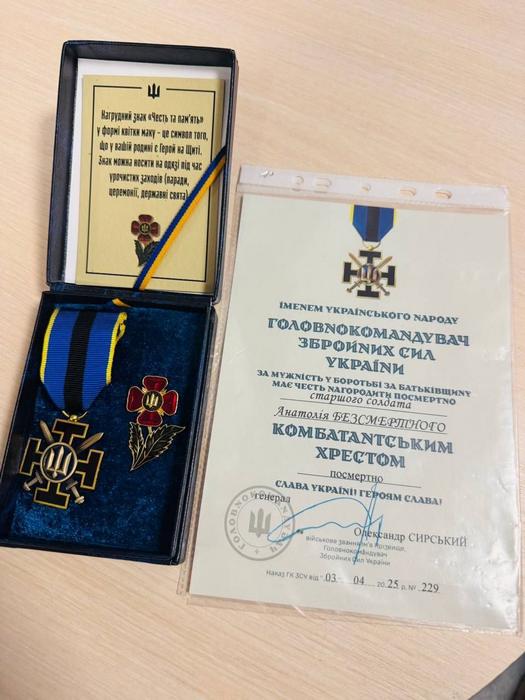 Нагрудний знак «Честь та пам'ять»
у формі квітки маку - це символ того,
що у вашій родині є Герой на Щиті.
Знак можна носити на одязі під час
урочистих заходів (паради,
церемонії, державні свята)
ІМЕНЕМ УКРАЇНСЬКОГО НАРОДУ
ГОЛОВНОКОМАНДУВАЧ
ЗБРОЙНИХ СИЛ
УКРАЇНИ
ЗА МУЖНІСТЬ У БОРОТЬБІ ЗА БАТЬКІВЩИНУ
МАЄ ЧЕСТЬ НАГОРОДИТИ ПОСМЕРТНО
старшого солдата
Анатолія БЕЗСМЕРТНОГО
КОМБАТАНТСЬКИМ
ХРЕСТОМ
посмертно
СЛАВА УКРАЇНІ! ГЕРОЯМ СЛАВА!
генерал
Олександр СИРСЬКИЙ
військове звання, ім'я, прізвище
Головнокомандувач
Збройних Сил України
ГОЛОВНОКОМАНДУВАЧ
Наказ ГК ЗСУ від "03" 04 2025 р. № 229